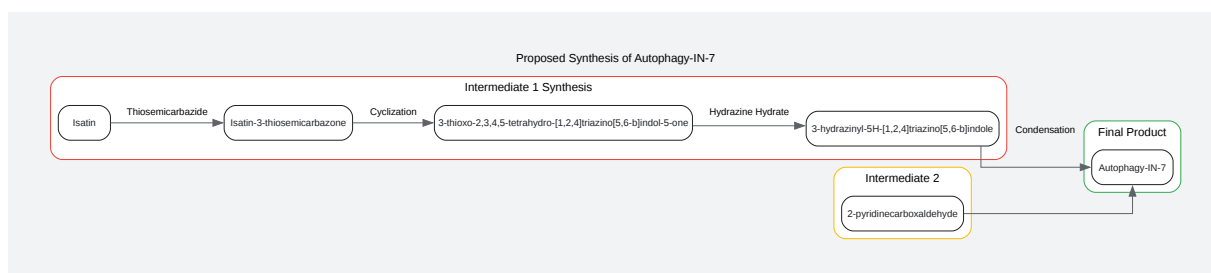 Proposed Synthesis of Autophagy-IN-7
Intermediate 1 Synthesis
Isatin
Thiosemicarbazide
Isatin-3-thiosemicarbazone
Cyclization
3-thioxo-2,3,4,5-tetrahydro-[1,2,4]triazino[5,6-b]indol-5-one
Hydrazine Hydrate
3-hydrazinyl-5H-[1,2,4]triazino[5,6-b]indole
Condensation
Final Product
Autophagy-IN-7
Intermediate 2
2-pyridinecarboxaldehyde